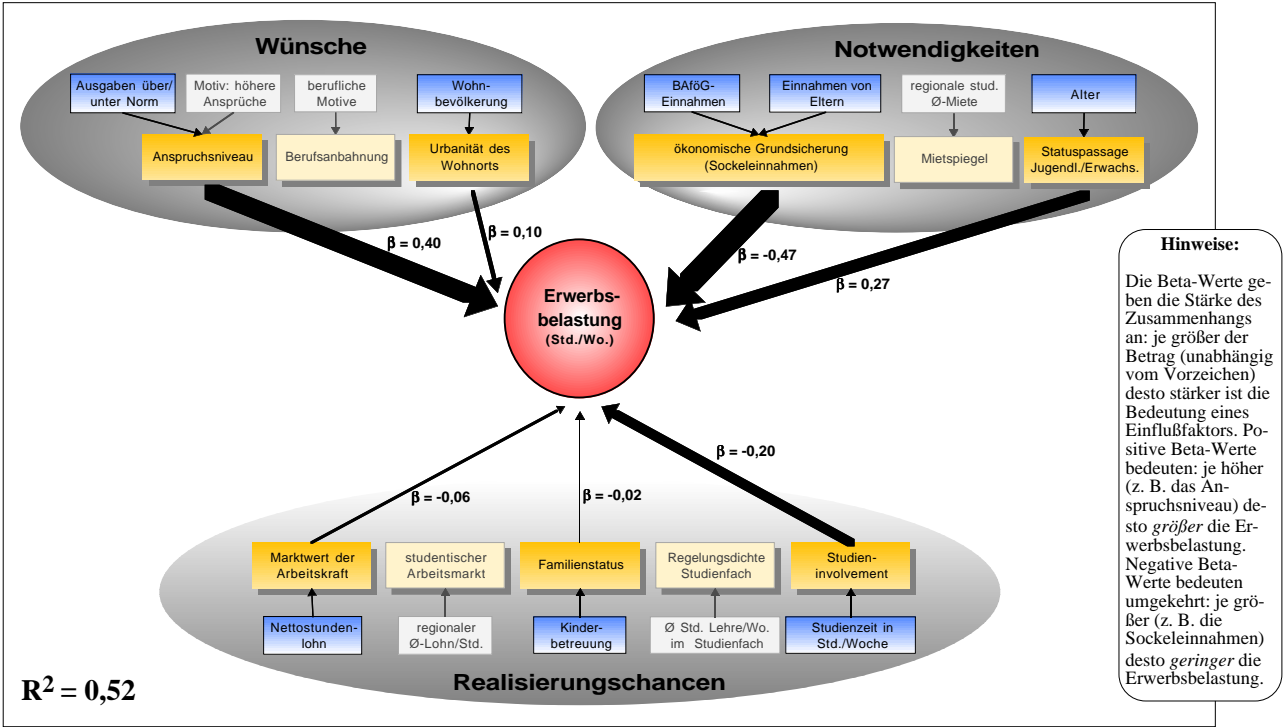 Wünsche
Ausgaben über/
unter Norm
Motiv: höhere
Ansprüche
berufliche
Motive
Wohn-
bevölkerung
Anspruchsniveau
Berufsanbahnung
Urbanität des
Wohnorts
Notwendigkeiten
BAföG-
Einnahmen
Einnahmen von
Eltern
regionale stud.
Ø-Miete
Alter
ökonomische Grundsicherung
(Sockeleinnahmen)
Mietspiegel
Statuspassage
Jugendl./Erwachs.
β = 0,40
β = 0,10
β = -0,47
β = 0,27
Erwerbs-
belastung
(Std./Wo.)
β = -0,06
β = -0,02
β = -0,20
Marktwert der
Arbeitskraft
studentischer
Arbeitsmarkt
Familienstatus
Regelungsdichte
Studienfach
Studien-
involvement
Nettostunden-
lohn
regionaler
Ø-Lohn/Std.
Kinder-
betreuung
Ø Std. Lehre/Wo.
im Studienfach
Studienzeit in
Std./Woche
Realisierungschancen
R² = 0,52
Hinweise:
Die Beta-Werte ge-
ben die Stärke des
Zusammenhangs
an: je größer der
Betrag (unabhängig
vom Vorzeichen)
desto stärker ist die
Bedeutung eines
Einflußfaktors. Po-
sitive Beta-Werte
bedeuten: je höher
(z. B. das An-
spruchsniveau) de-
sto größer die Er-
werbsbelastung.
Negative Beta-
Werte bedeuten
umgekehrt: je grö-
ßer (z. B. die
Sockeleinnahmen)
desto geringer die
Erwerbsbelastung.